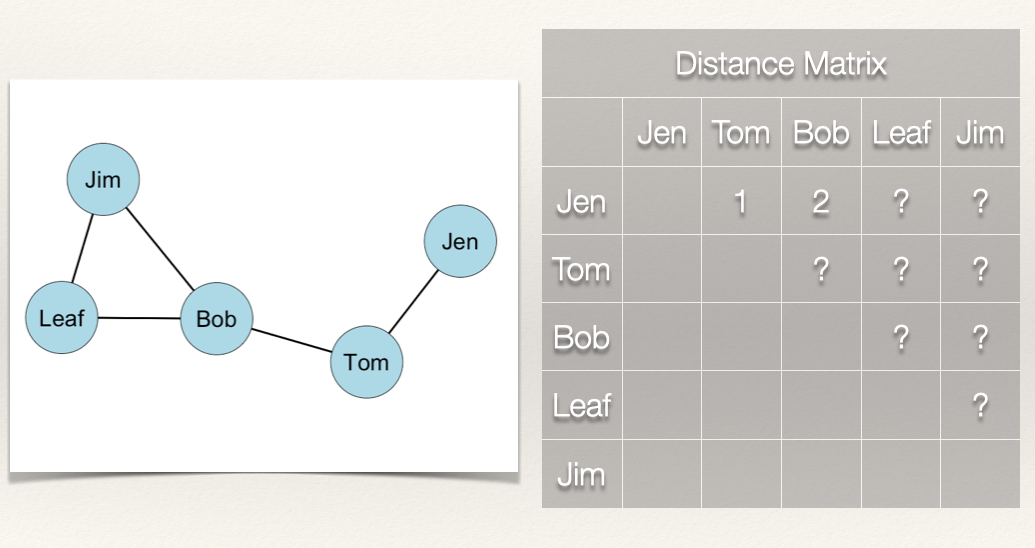 Jim
Jen
Leaf
Bob
Tom
Distance Matrix
Jen Tom Bob Leaf Jim
Jen 1 2 ? ?
Tom ? ? ?
Bob ? ?
Leaf ?
Jim